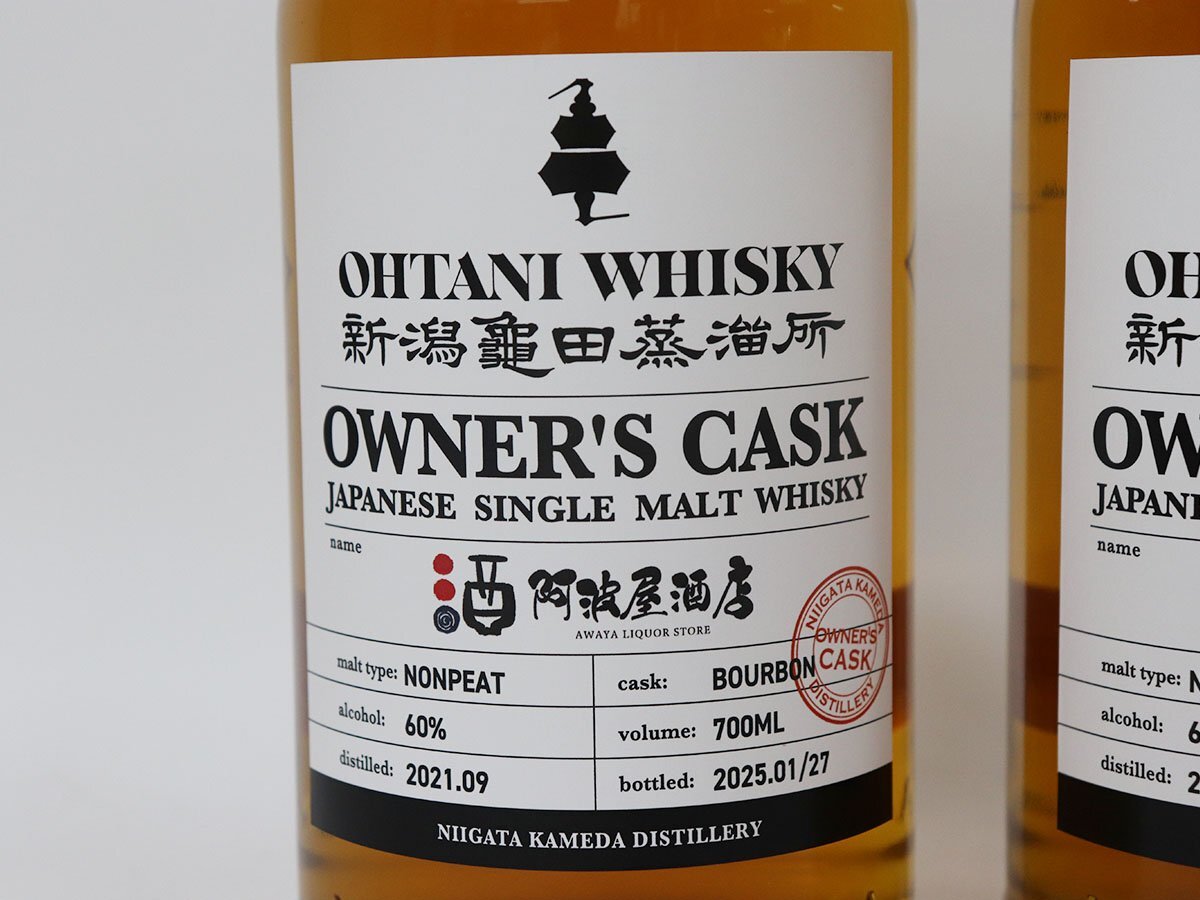 OHTANI WHISKY
新潟龜田蒸溜所
OWNER'S CASK
JAPANESE SINGLE MALT WHISKY
name
酒 阿波屋酒店
AWAYA LIQUOR STORE
NIIGATA KAMEDA
OWNER'S
CASK
DISTILLERY
malt type: NONPEAT
cask: BOURBON
alcohol: 60%
volume: 700ML
distilled: 2021.09
bottled: 2025.01/27
NIIGATA KAMEDA DISTILLERY
OH
新
OW
JAPAN
name
malt type: N
alcohol: 6
distilled: 2